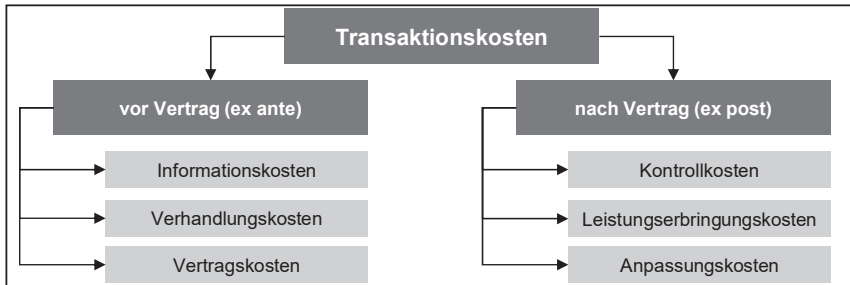 Transaktionskosten
vor Vertrag (ex ante)
Informationskosten
Verhandlungskosten
Vertragskosten
nach Vertrag (ex post)
Kontrollkosten
Leistungserbringungskosten
Anpassungskosten